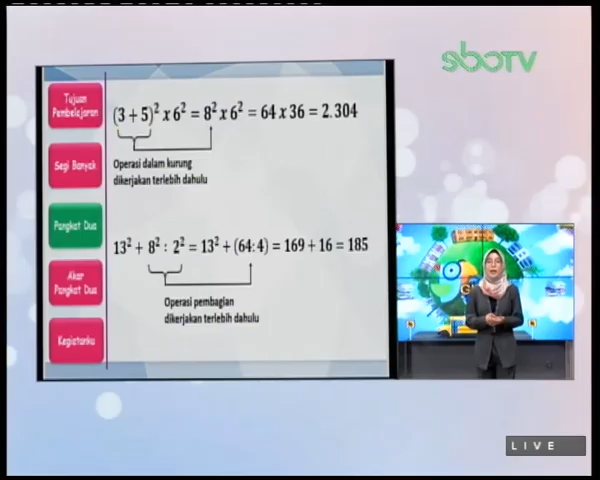 sboTV
Tujuan
Pembelajaran
Segi Banyak
Pangkat Dua
Akar
Pangkat Dua
Kegiatanku
(3 + 5)² x 6² = 8² x 6² = 64 x 36 = 2.304
Operasi dalam kurung
dikerjakan terlebih dahulu
13² + 8² : 2² = 13² + (64:4) = 169 + 16 = 185
Operasi pembagian
dikerjakan terlebih dahulu
LIVE